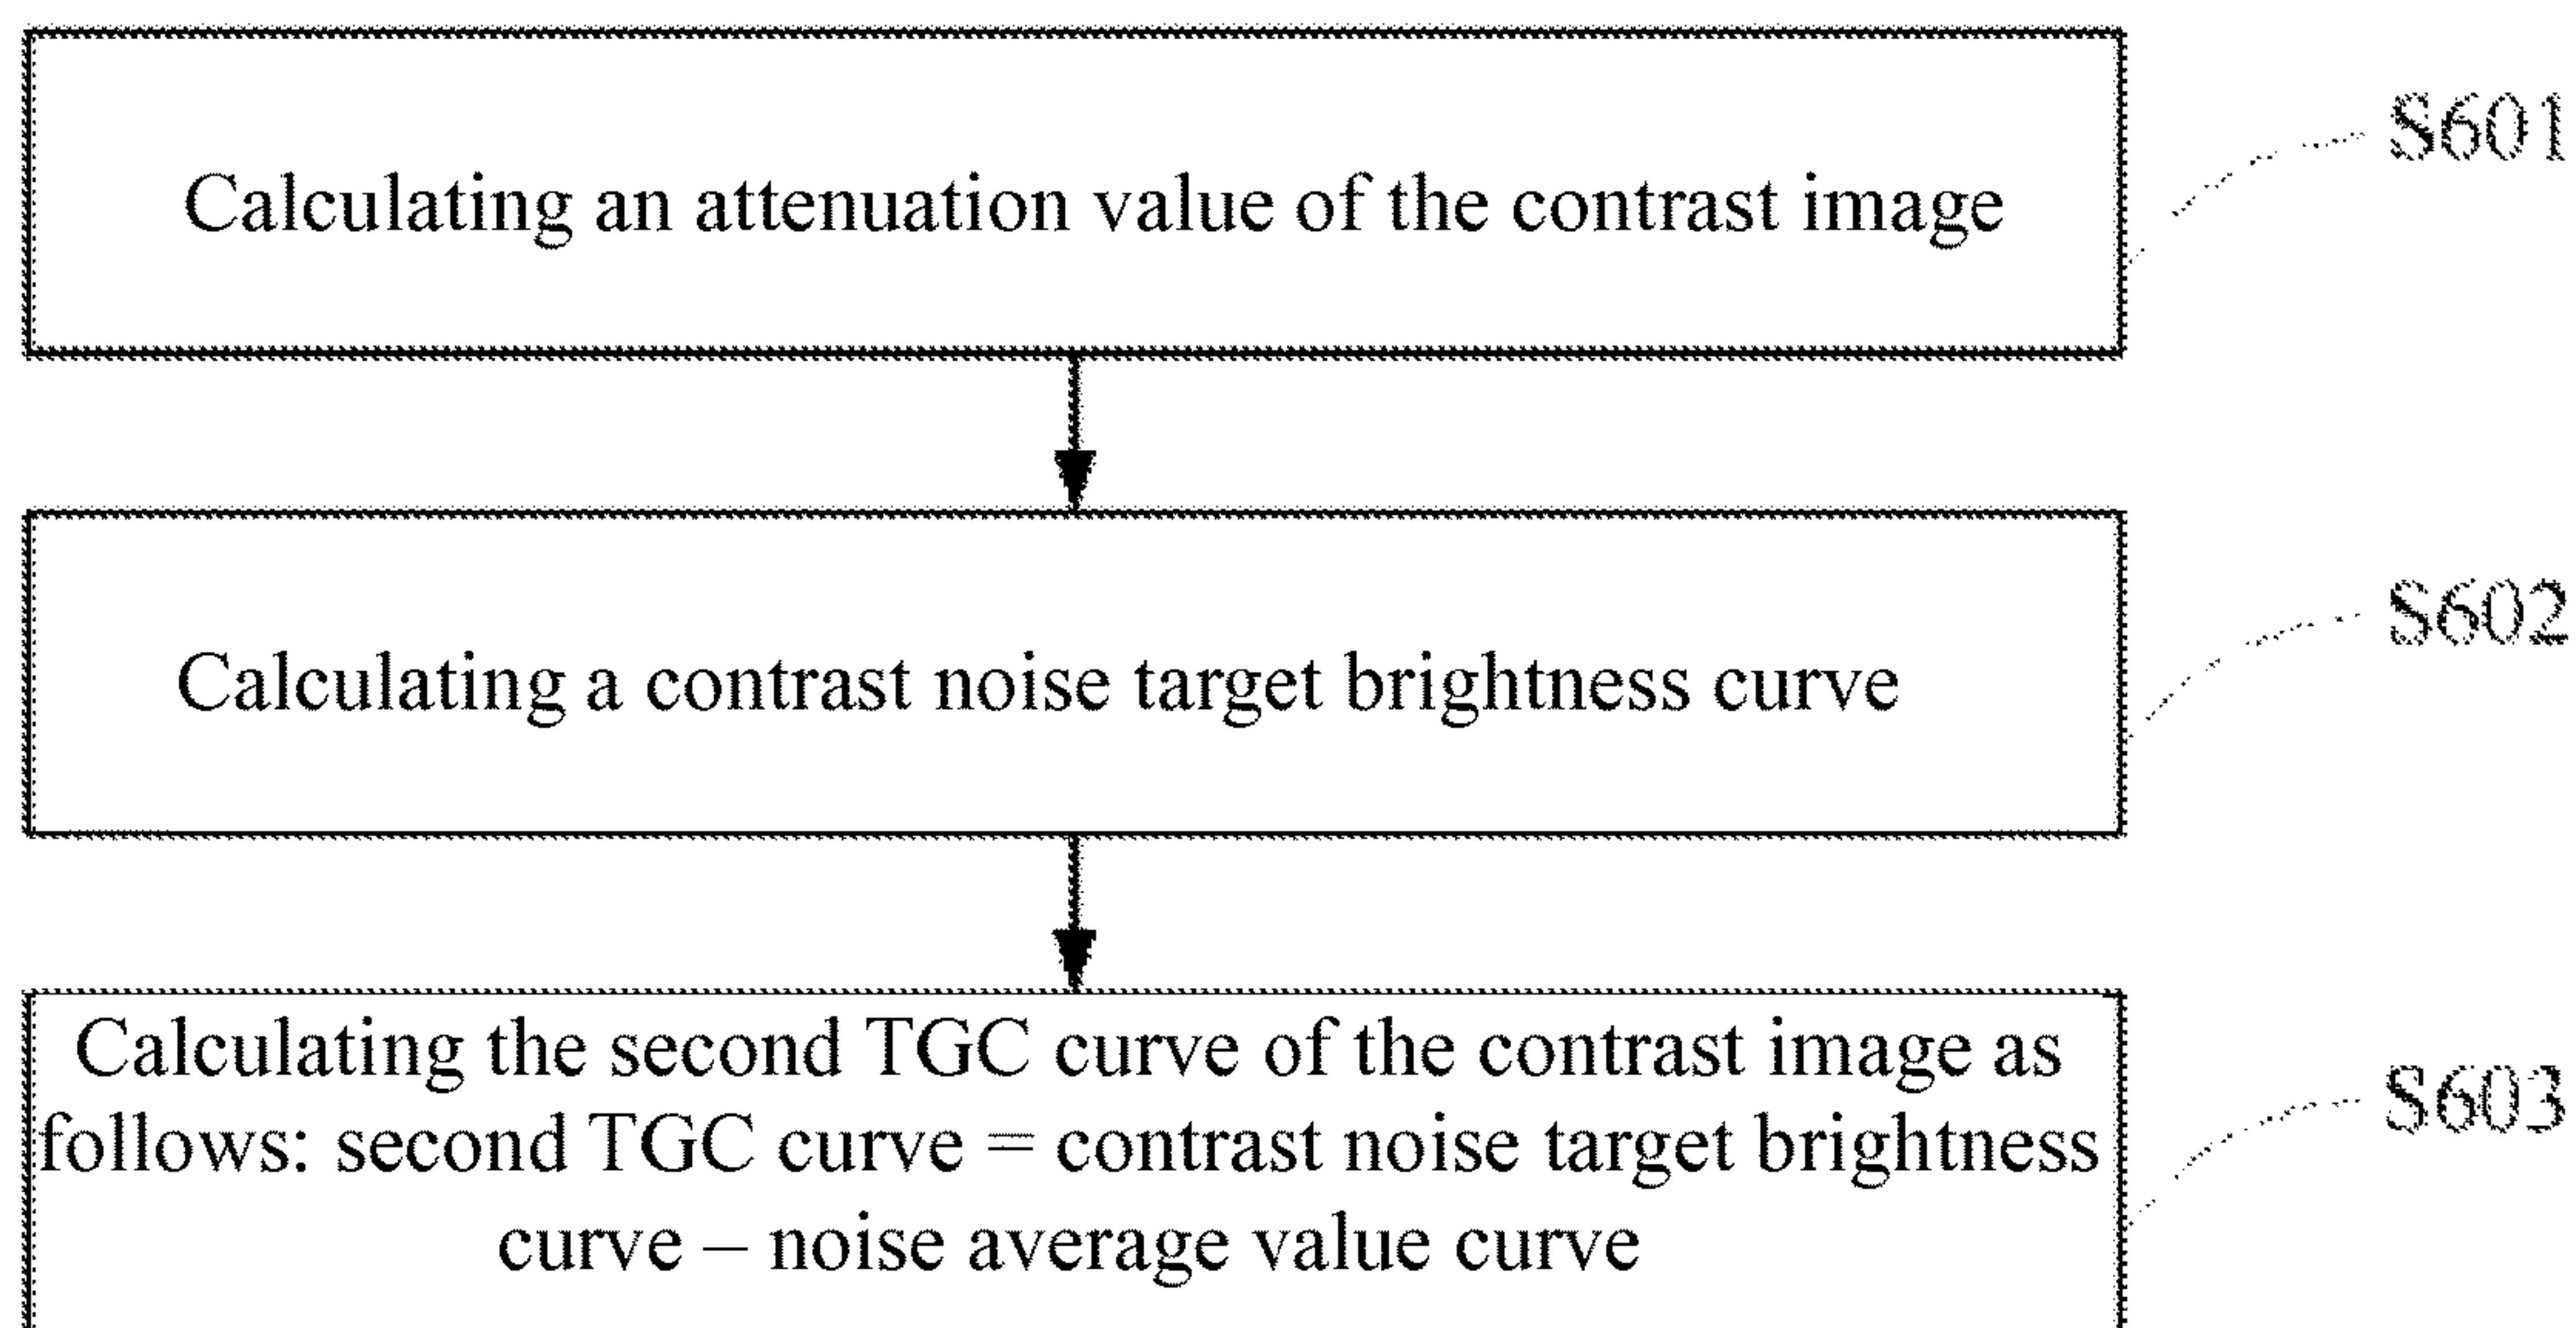 Calculating an attenuation value of the contrast image
S601
Calculating a contrast noise target brightness curve
S602
Calculating the second TGC curve of the contrast image as
follows: second TGC curve = contrast noise target brightness
curve – noise average value curve
S603